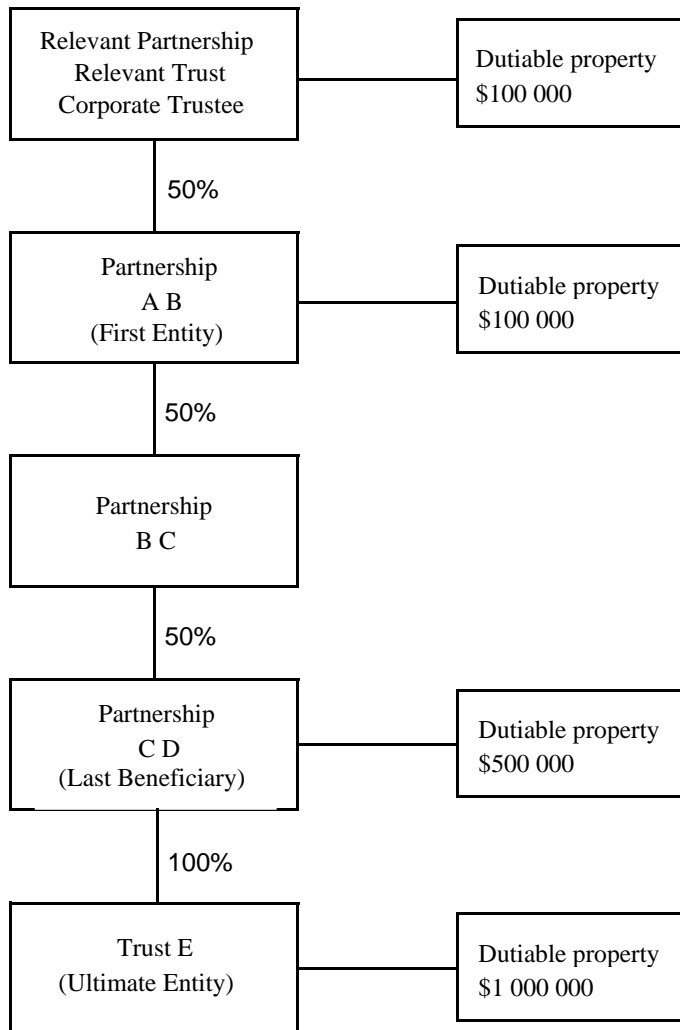 Relevant Partnership
Relevant Trust
Corporate Trustee
Dutiable property
$100 000
50%
Partnership
A B
(First Entity)
Dutiable property
$100 000
50%
Partnership
B C
50%
Partnership
C D
(Last Beneficiary)
Dutiable property
$500 000
100%
Trust E
(Ultimate Entity)
Dutiable property
$1 000 000